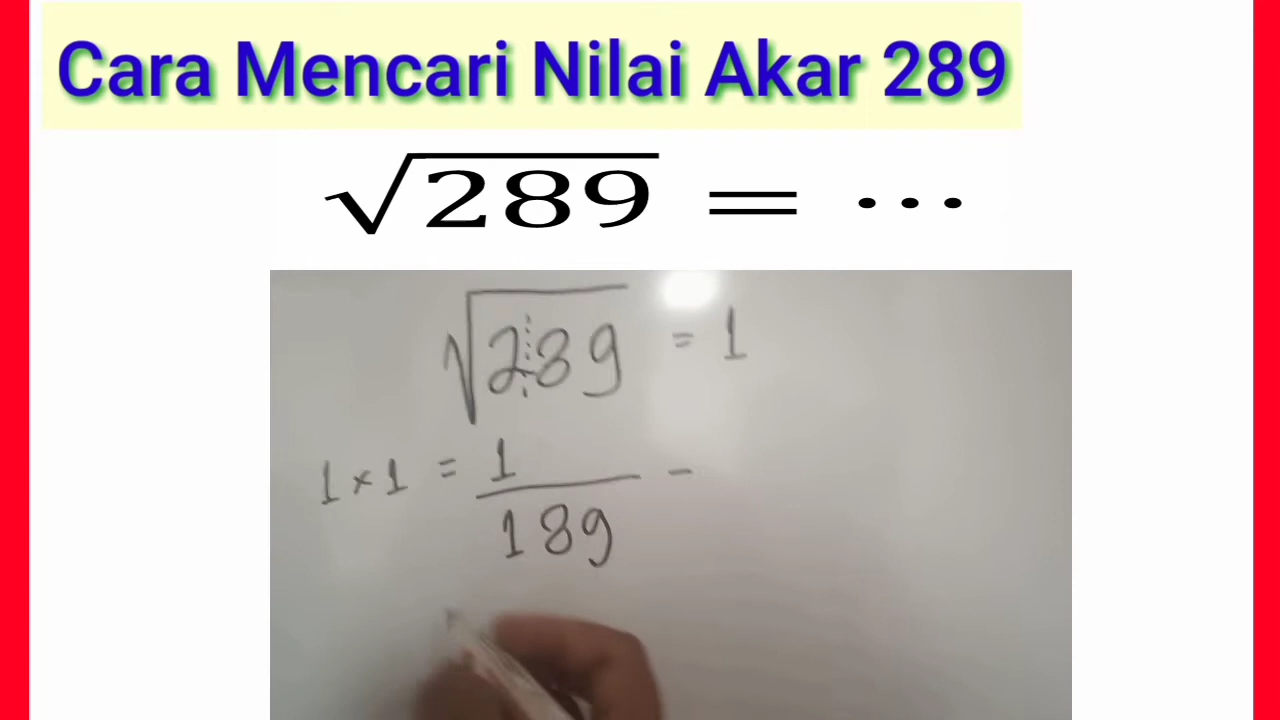 Cara Mencari Nilai Akar 289
√289 = ...
√289 = 1
1 × 1 = 1 -
189